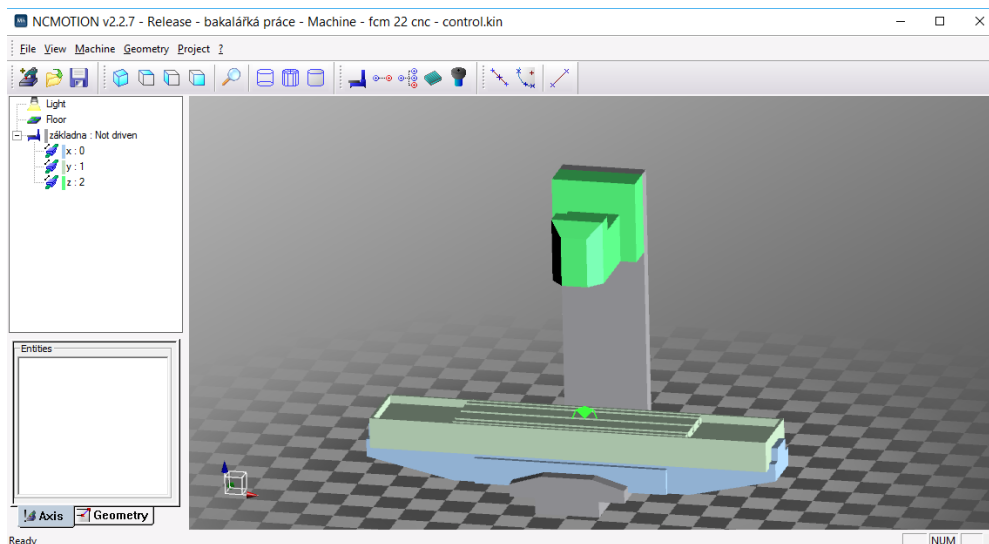 NCMOTION v2.2.7 - Release - bakalářká práce - Machine - fcm 22 cnc - control.kin
File View Machine Geometry Project ?
Light
Floor
základna : Not driven
x : 0
y : 1
z : 2
Entities
Axis Geometry
Ready NUM